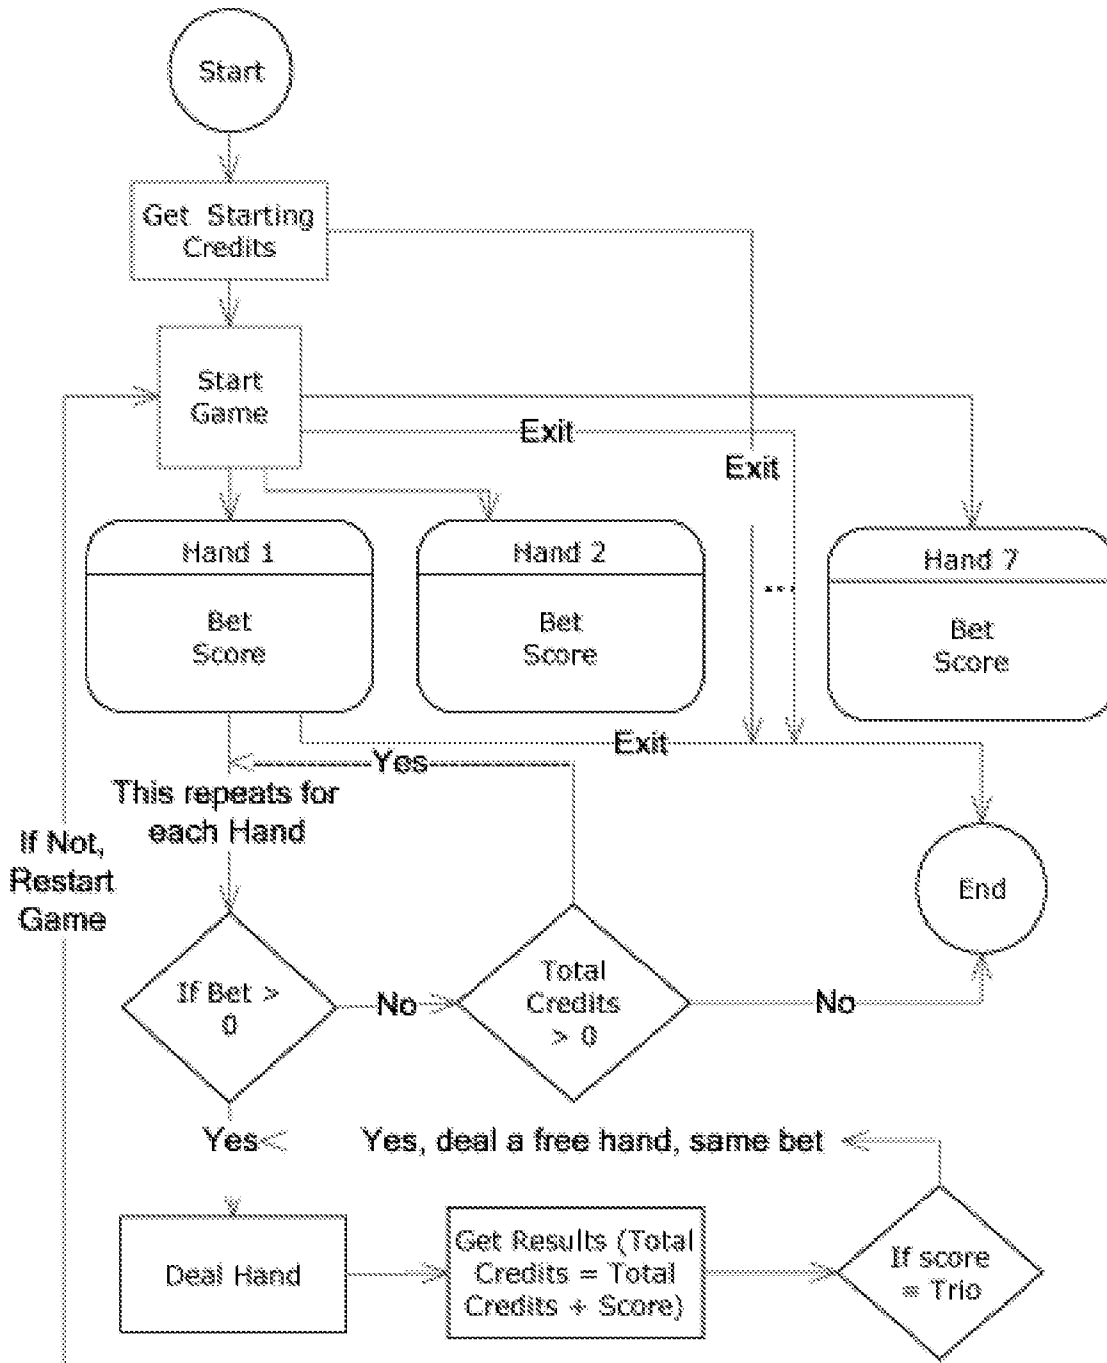 Start
Get Starting
Credits
Start
Game
Exit
Exit
Hand 1
Bet
Score
Hand 2
Bet
Score
...
Hand 7
Bet
Score
Exit
Yes
This repeats for
each Hand
If Not,
Restart
Game
End
If Bet >
0
No
Total
Credits
> 0
No
Yes
Yes, deal a free hand, same bet
Deal Hand
Get Results (Total
Credits = Total
Credits + Score)
If score
= Trio